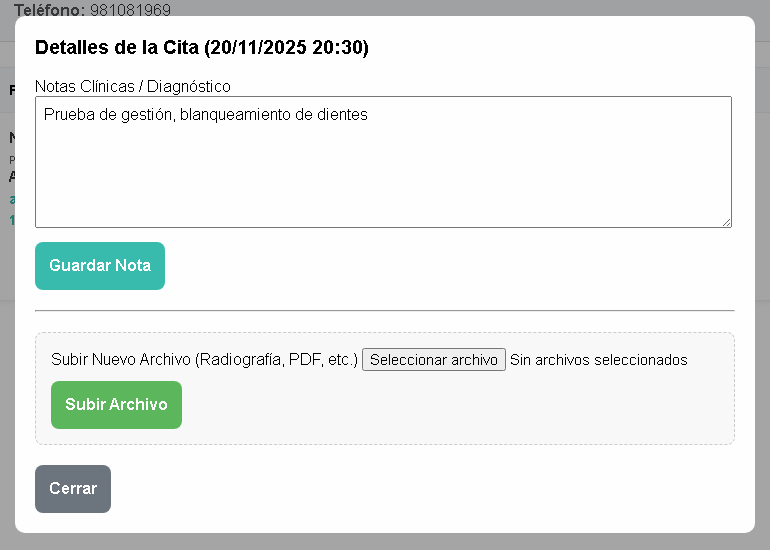 Teléfono: 981081969
Detalles de la Cita (20/11/2025 20:30)
Notas Clínicas / Diagnóstico
Prueba de gestión, blanqueamiento de dientes
Guardar Nota
Subir Nuevo Archivo (Radiografía, PDF, etc.) Seleccionar archivo Sin archivos seleccionados
Subir Archivo
Cerrar